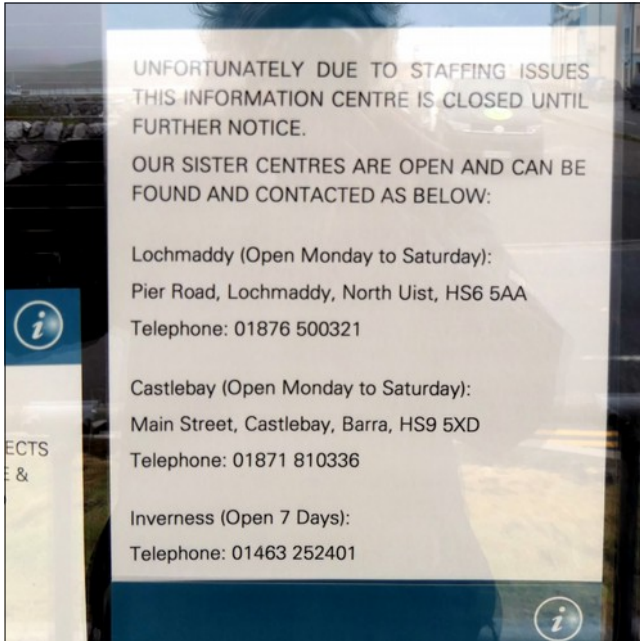 UNFORTUNATELY DUE TO STAFFING ISSUES
THIS INFORMATION CENTRE IS CLOSED UNTIL
FURTHER NOTICE.
OUR SISTER CENTRES ARE OPEN AND CAN BE
FOUND AND CONTACTED AS BELOW:
Lochmaddy (Open Monday to Saturday):
Pier Road, Lochmaddy, North Uist, HS6 5AA
Telephone: 01876 500321
Castlebay (Open Monday to Saturday):
Main Street, Castlebay, Barra, HS9 5XD
Telephone: 01871 810336
Inverness (Open 7 Days):
Telephone: 01463 252401
i
i
ECTS
&